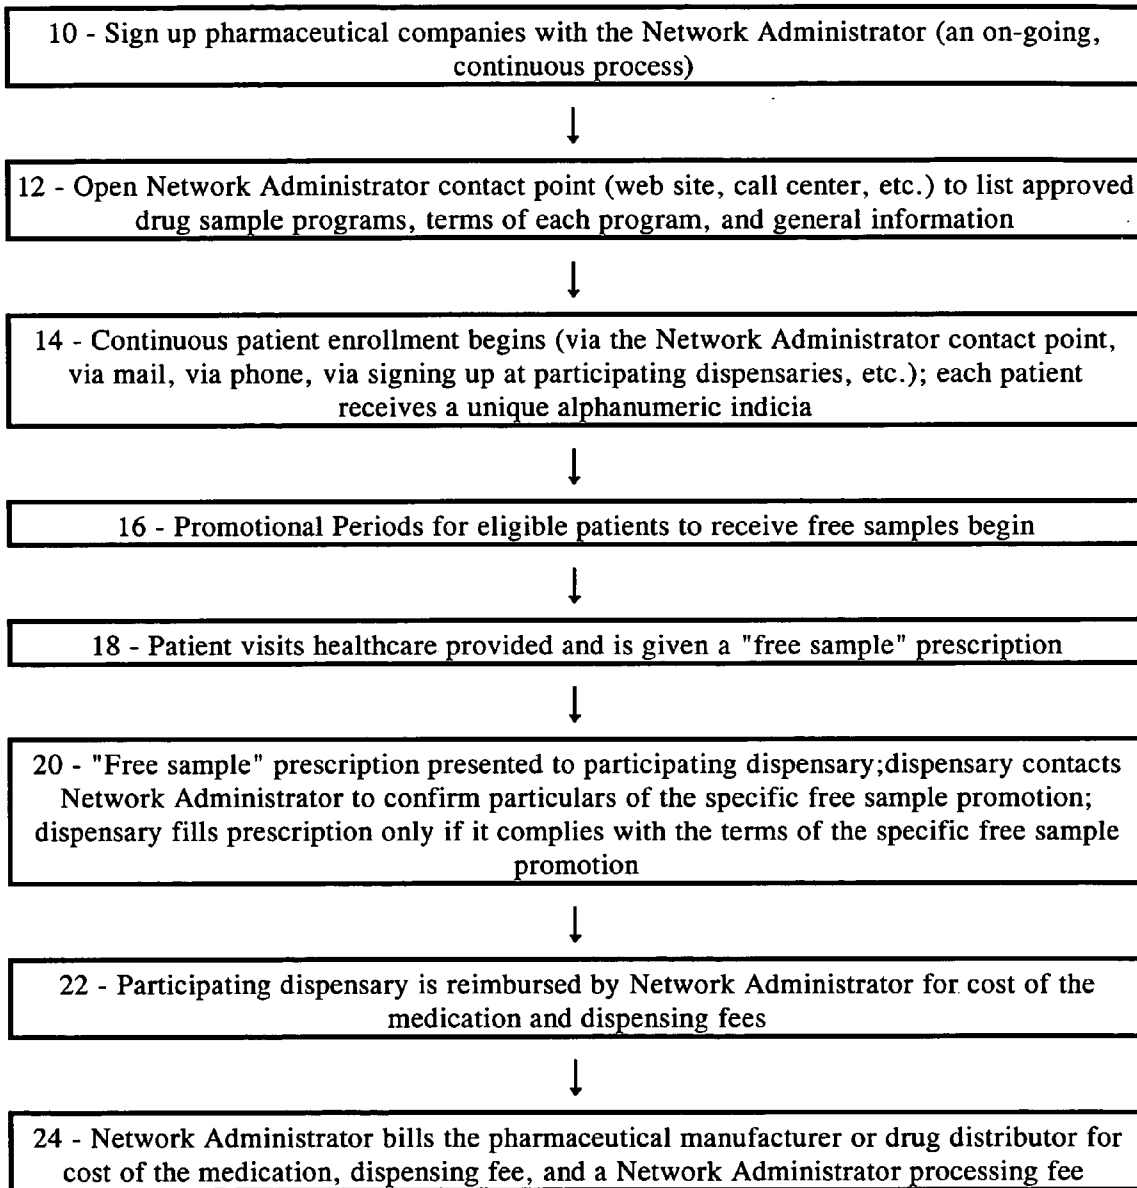 10 - Sign up pharmaceutical companies with the Network Administrator (an on-going,
continuous process)
↓
12 - Open Network Administrator contact point (web site, call center, etc.) to list approved
drug sample programs, terms of each program, and general information
↓
14 - Continuous patient enrollment begins (via the Network Administrator contact point,
via mail, via phone, via signing up at participating dispensaries, etc.); each patient
receives a unique alphanumeric indicia
↓
16 - Promotional Periods for eligible patients to receive free samples begin
↓
18 - Patient visits healthcare provided and is given a "free sample" prescription
↓
20 - "Free sample" prescription presented to participating dispensary;dispensary contacts
Network Administrator to confirm particulars of the specific free sample promotion;
dispensary fills prescription only if it complies with the terms of the specific free sample
promotion
↓
22 - Participating dispensary is reimbursed by Network Administrator for cost of the
medication and dispensing fees
↓
24 - Network Administrator bills the pharmaceutical manufacturer or drug distributor for
cost of the medication, dispensing fee, and a Network Administrator processing fee